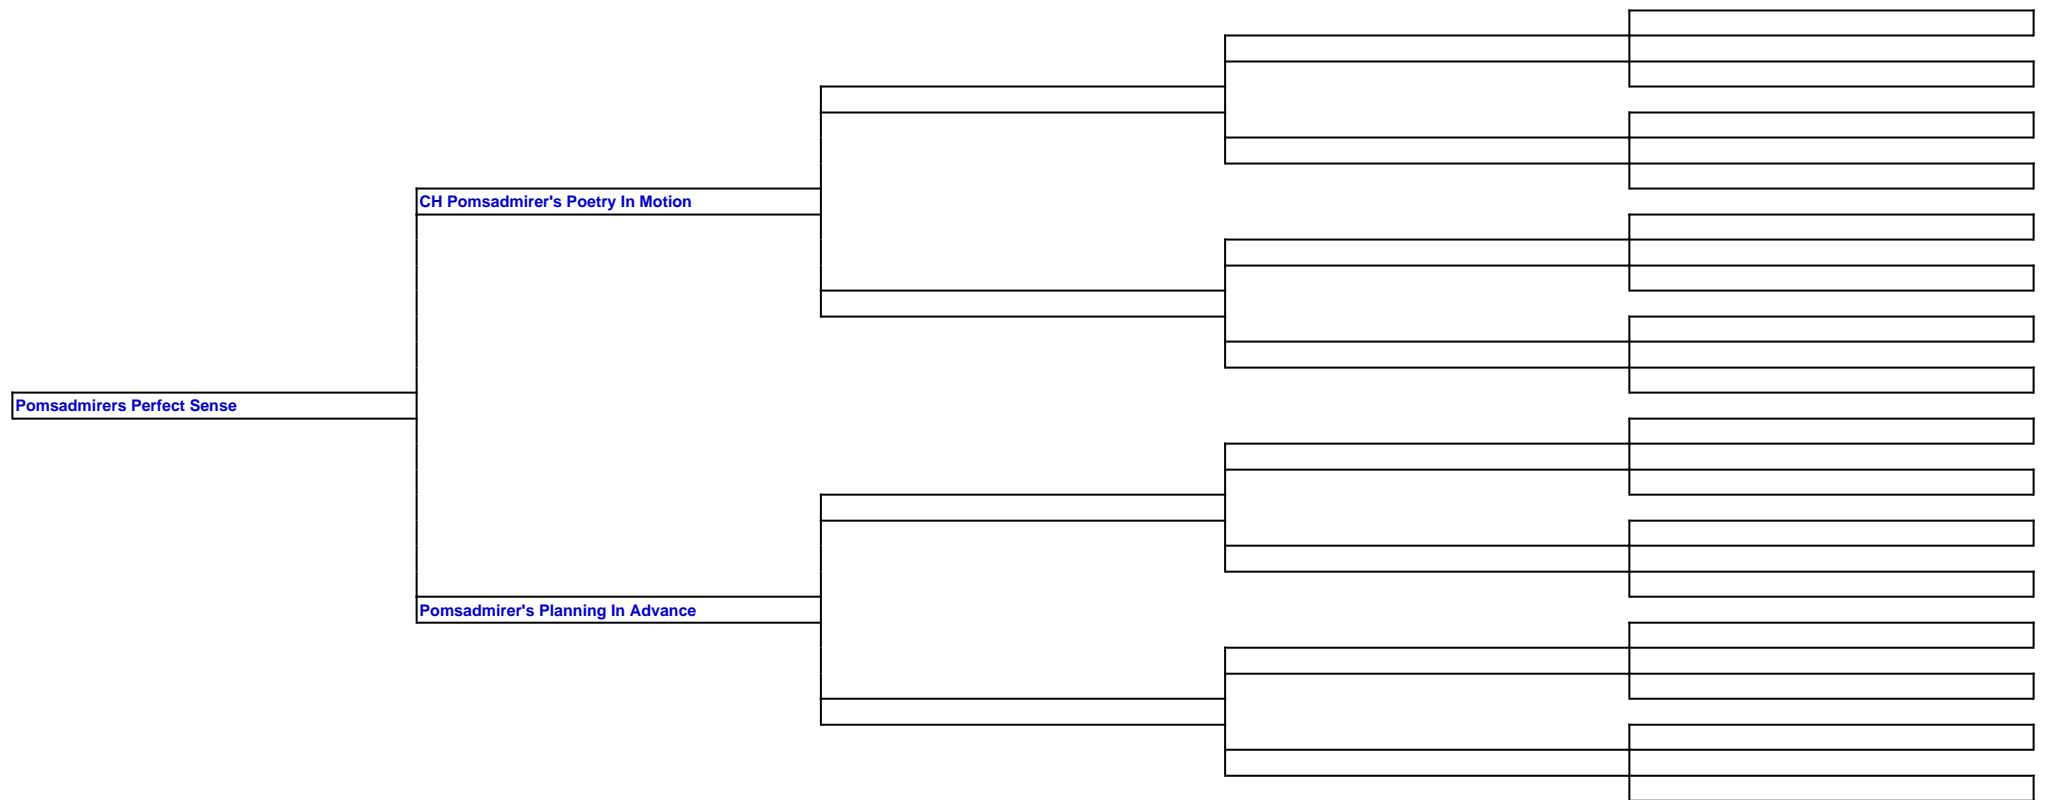 CH Pomsadmirer's Poetry In Motion
Pomsadmirers Perfect Sense
Pomsadmirer's Planning In Advance